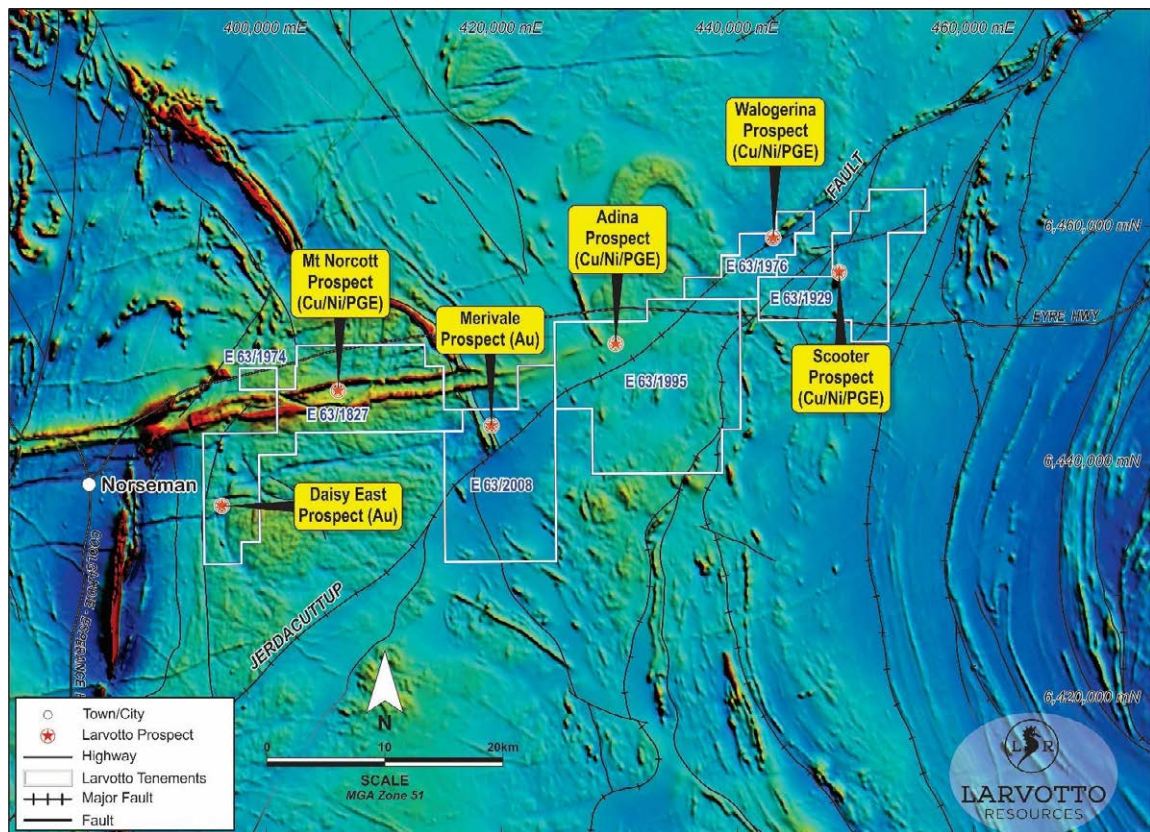 400,000 mE
420,000 mE
440,000 mE
460,000 mE
Walogerina
Prospect
(Cu/Ni/PGE)
FAULT
6,460,000 mN
Adina
Prospect
(Cu/Ni/PGE)
Mt Norcott
Prospect
(Cu/Ni/PGE)
Merivale
Prospect (Au)
E 63/1976
E 63/1929
EYRE HWY
Scooter
Prospect
(Cu/Ni/PGE)
E 63/1974
E 63/1827
E 63/1995
6,440,000 mN
Norseman
E 63/2008
Daisy East
Prospect (Au)
COOLGARDIE - ESPERANCE H
JERDACUTTUP
6,420,000 mN
N
0
10
20km
SCALE
MGA Zone 51
Town/City
Larvotto Prospect
Highway
Larvotto Tenements
Major Fault
Fault
L R
LARVOTTO
RESOURCES